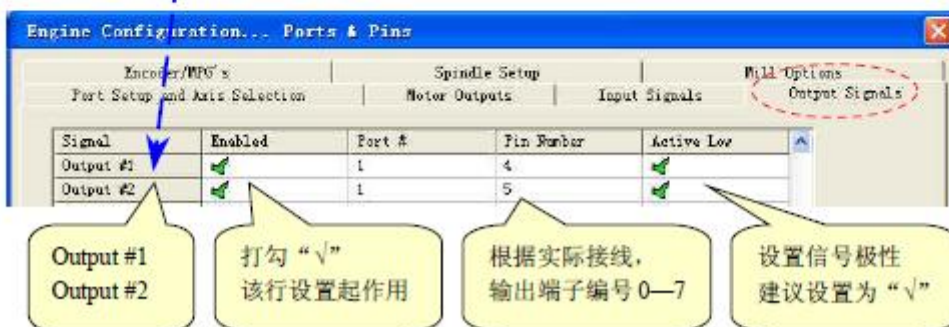 Engine Configuration... Ports & Pins
Encoder/MPG's Spindle Setup Mill Options
Port Setup and Axis Selection Motor Outputs Input Signals Output Signals
Signal Enabled Port # Pin Number Active Low
Output #1 1 4
Output #2 1 5
Output #1
Output #2
打勾“√”
该行设置起作用
根据实际接线，
输出端子编号 0—7
设置信号极性
建议设置为“√”